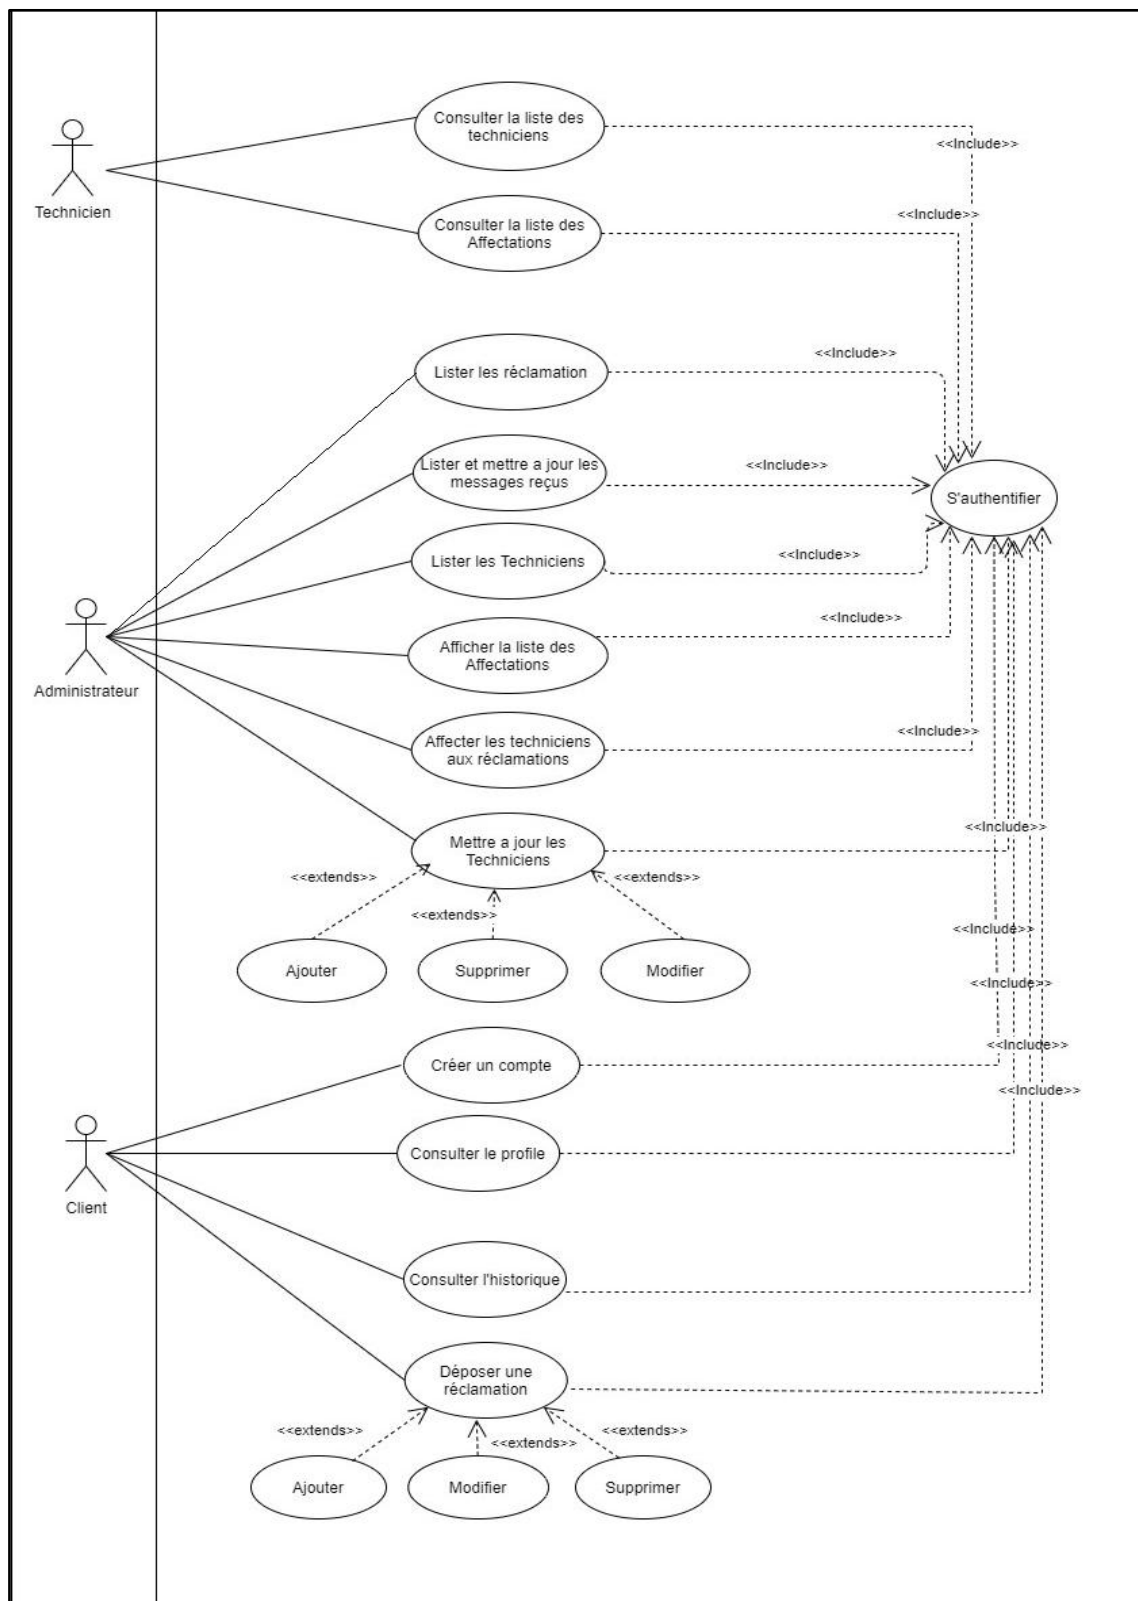 Consulter la liste des
techniciens
<<Include>>
Technicien
Consulter la liste des
Affectations
<<Include>>
Lister les réclamation
<<Include>>
Lister et mettre a jour les
messages reçus
<<Include>>
S'authentifier
Lister les Techniciens
<<Include>>
Afficher la liste des
Affectations
<<Include>>
Administrateur
Affecter les techniciens
aux réclamations
<<Include>>
Mettre a jour les
Techniciens
<<Include>>
<<extends>>
<<extends>>
<<extends>>
Ajouter
Supprimer
Modifier
<<Include>>
<<Include>>
Créer un compte
<<Include>>
<<Include>>
Consulter le profile
Client
Consulter l'historique
Déposer une
réclamation
<<extends>>
<<extends>>
<<extends>>
Ajouter
Modifier
Supprimer